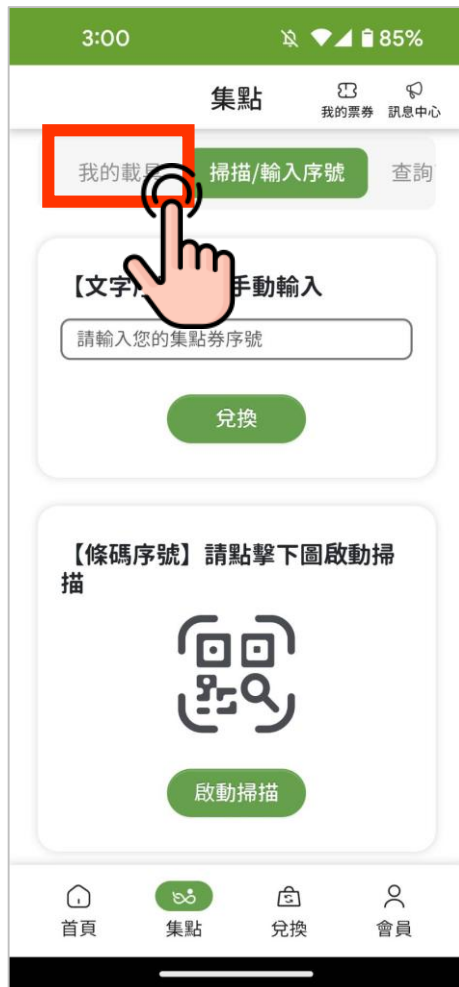 3:00 85%
集點
我的票券 訊息中心
我的載具 掃描/輸入序號 查詢
【文字 手動輸入
請輸入您的集點券序號
兌換
【條碼序號】請點擊下圖啟動掃
描
啟動掃描
首頁 集點 兌換 會員